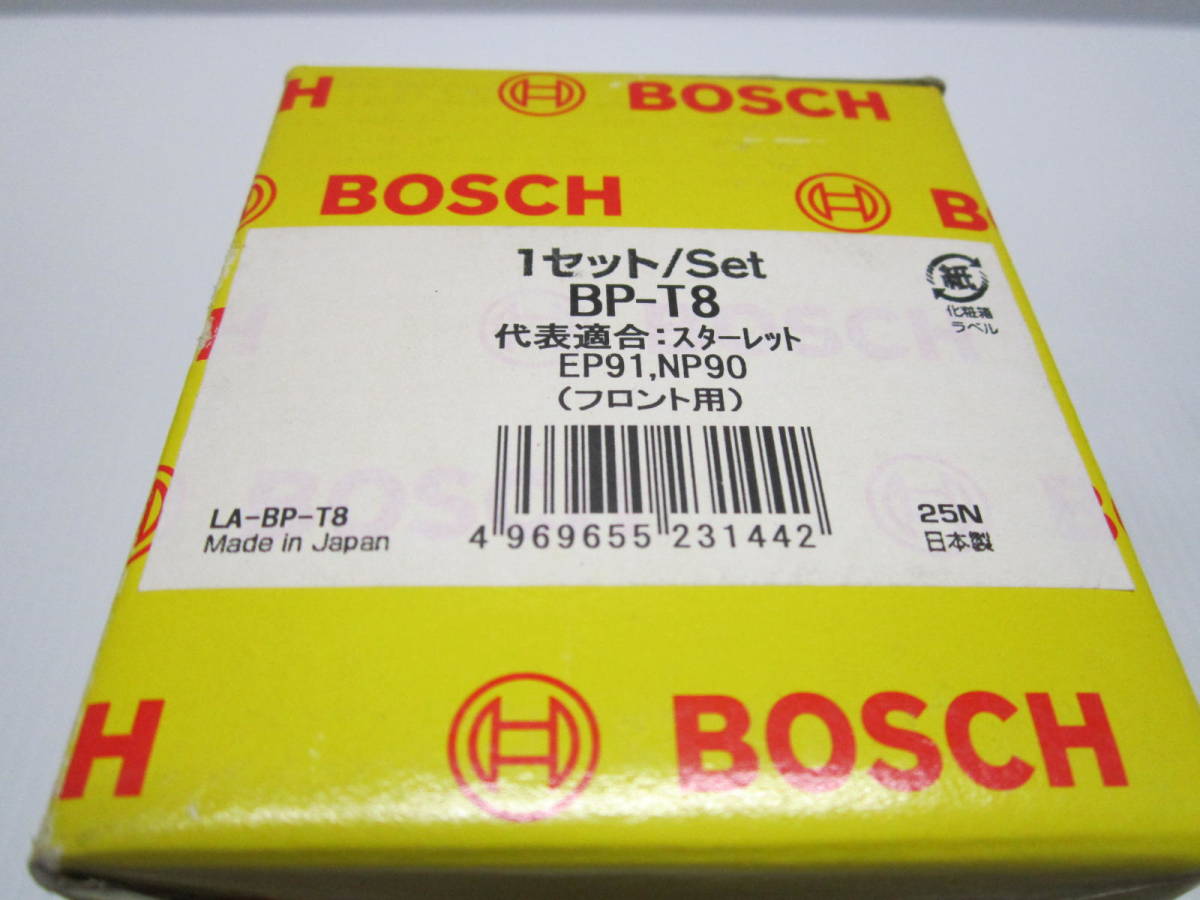 H BOSCH
BOSCH B
1セット/Set
BP-T8
代表適合:スターレット
EP91,NP90
(フロント用)
紙
化粧箱
ラベル
LA-BP-T8
Made in Japan
4 969655 231442
25N
日本製
BOSCH
BO
H BOSCH